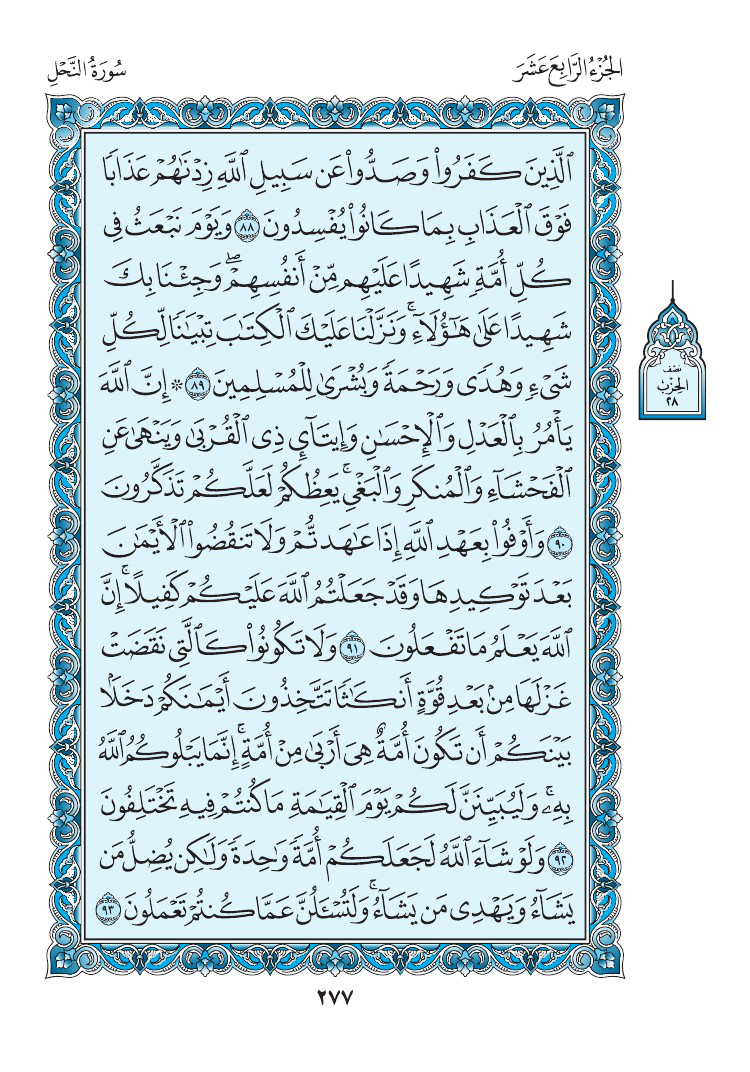 الجُزْءُ الرَّابِعَ عَشَرَ
سُورَةُ النَّحْلِ
ٱلَّذِينَ كَفَرُوا۟ وَصَدُّوا۟ عَن سَبِيلِ ٱللَّهِ زِدْنَـٰهُمْ عَذَابًا
فَوْقَ ٱلْعَذَابِ بِمَا كَانُوا۟ يُفْسِدُونَ ٨٨ وَيَوْمَ نَبْعَثُ فِى
كُلِّ أُمَّةٍ شَهِيدًا عَلَيْهِم مِّنْ أَنفُسِهِمْ ۖ وَجِئْنَا بِكَ
شَهِيدًا عَلَىٰ هَـٰٓؤُلَآءِ ۚ وَنَزَّلْنَا عَلَيْكَ ٱلْكِتَـٰبَ تِبْيَـٰنًا لِّكُلِّ
شَىْءٍ وَهُدًى وَرَحْمَةً وَبُشْرَىٰ لِلْمُسْلِمِينَ ٨٩ ۞ إِنَّ ٱللَّهَ
يَأْمُرُ بِٱلْعَدْلِ وَٱلْإِحْسَـٰنِ وَإِيتَآئِ ذِى ٱلْقُرْبَىٰ وَيَنْهَىٰ عَنِ
ٱلْفَحْشَآءِ وَٱلْمُنكَرِ وَٱلْبَغْىِ ۚ يَعِظُكُمْ لَعَلَّكُمْ تَذَكَّرُونَ
٩٠ وَأَوْفُوا۟ بِعَهْدِ ٱللَّهِ إِذَا عَـٰهَدتُّمْ وَلَا تَنقُضُوا۟ ٱلْأَيْمَـٰنَ
بَعْدَ تَوْكِيدِهَا وَقَدْ جَعَلْتُمُ ٱللَّهَ عَلَيْكُمْ كَفِيلًا ۚ إِنَّ
ٱللَّهَ يَعْلَمُ مَا تَفْعَلُونَ ٩١ وَلَا تَكُونُوا۟ كَٱلَّتِى نَقَضَتْ
غَزْلَهَا مِنۢ بَعْدِ قُوَّةٍ أَنكَـٰثًا تَتَّخِذُونَ أَيْمَـٰنَكُمْ دَخَلًۢا
بَيْنَكُمْ أَن تَكُونَ أُمَّةٌ هِىَ أَرْبَىٰ مِنْ أُمَّةٍ ۚ إِنَّمَا يَبْلُوكُمُ ٱللَّهُ
بِهِۦ ۚ وَلَيُبَيِّنَنَّ لَكُمْ يَوْمَ ٱلْقِيَـٰمَةِ مَا كُنتُمْ فِيهِ تَخْتَلِفُونَ
٩٢ وَلَوْ شَآءَ ٱللَّهُ لَجَعَلَكُمْ أُمَّةً وَٰحِدَةً وَلَـٰكِن يُضِلُّ مَن
يَشَآءُ وَيَهْدِى مَن يَشَآءُ ۚ وَلَتُسْـَٔلُنَّ عَمَّا كُنتُمْ تَعْمَلُونَ ٩٣
نصف
الحزب
٢٨
٢٧٧